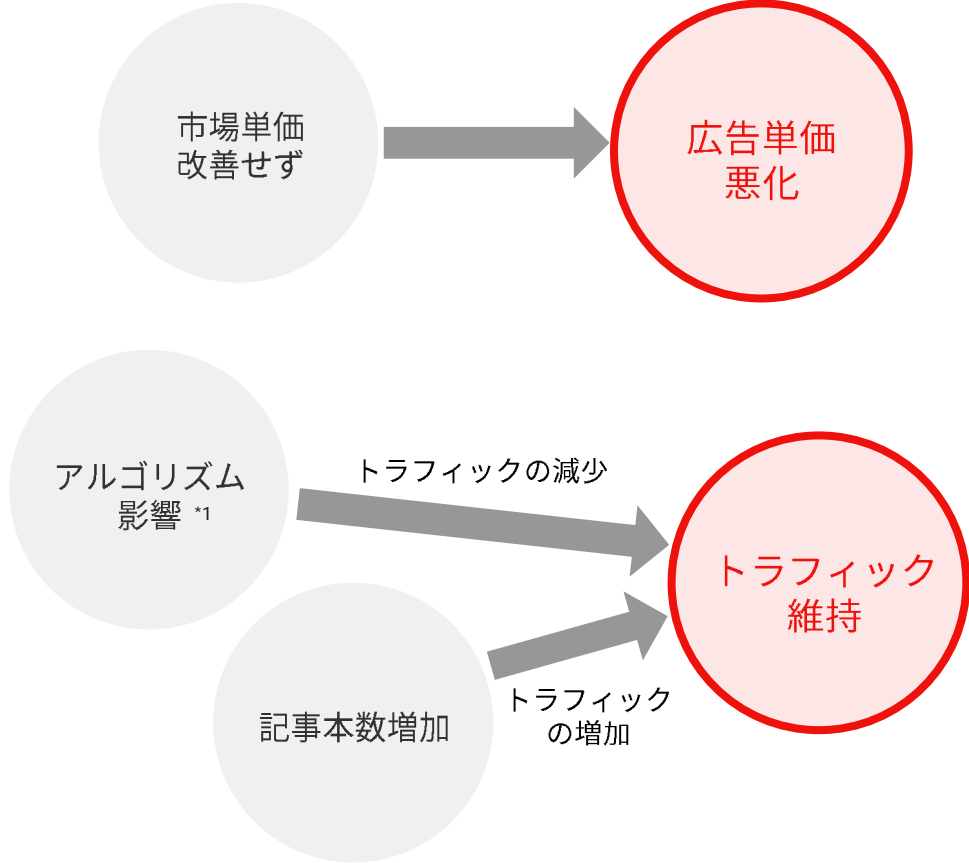 市場単価
改善せず
広告単価
悪化
アルゴリズム
影響 *1
トラフィックの減少
トラフィック
維持
記事本数増加
トラフィック
の増加